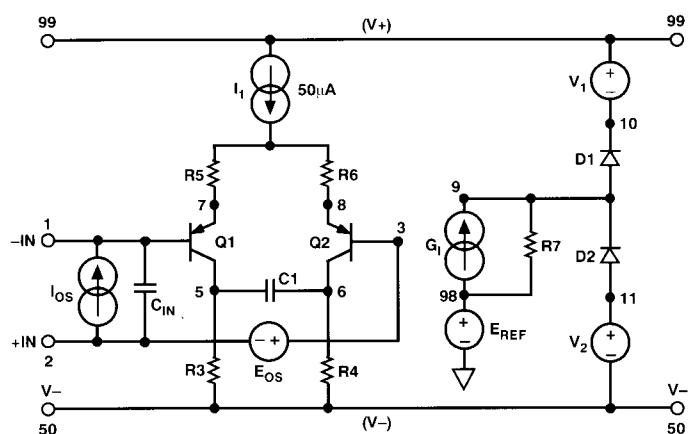 99
(V+)
99
I1
50µA
V1
10
R5
R6
D1
7
8
9
1
3
–IN
Q1
Q2
GI
R7
D2
IOS
CIN
5
C1
6
98
11
EREF
V2
+IN
2
EOS
R3
R4
V–
50
(V–)
V–
50